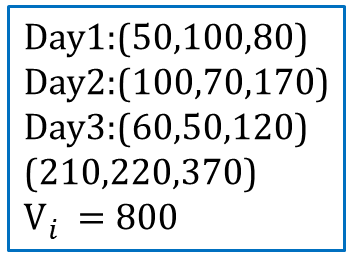 Day1:(50,100,80)
Day2:(100,70,170)
Day3:(60,50,120)
(210,220,370)
V𝑖 = 800